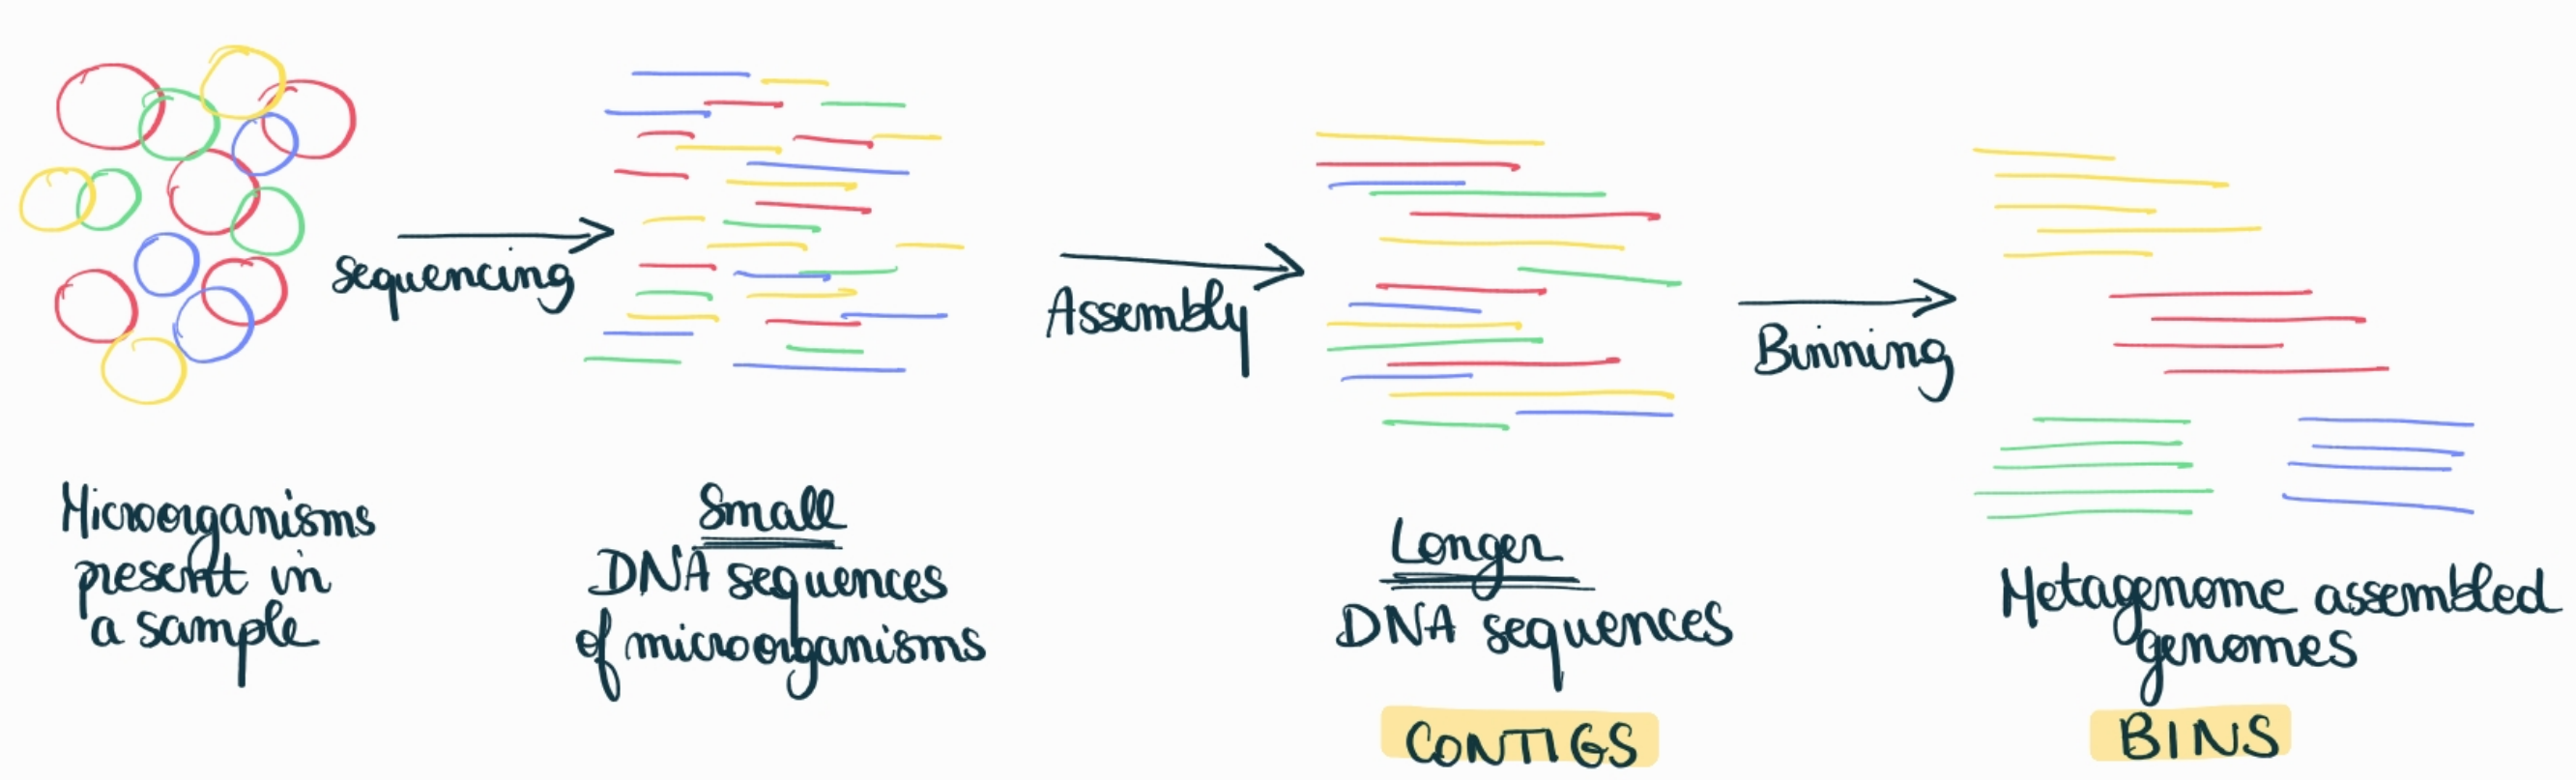 sequencing
Assembly
Binning
Microorganisms
present in
a sample
Small
DNA sequences
of microorganisms
Longer
DNA sequences
CONTIGS
Metagenome assembled
genomes
BINS